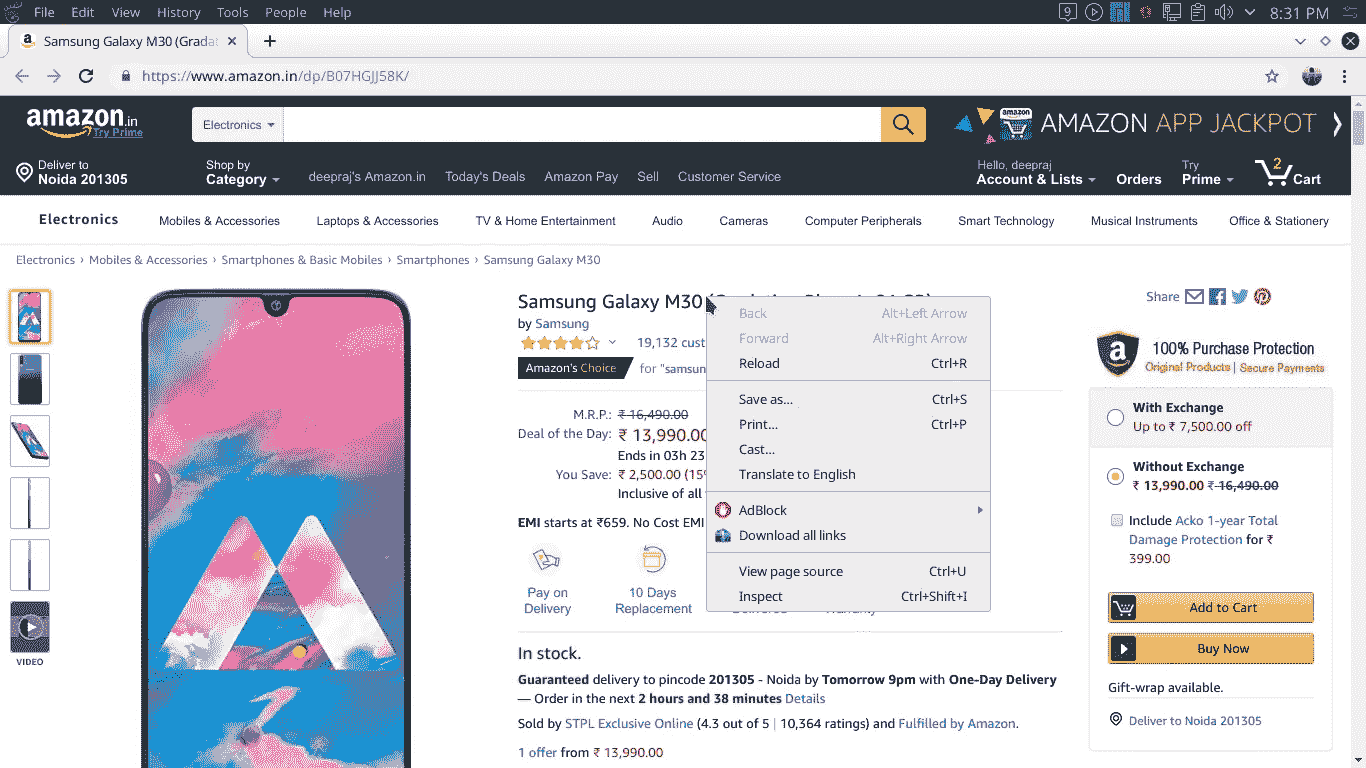 File Edit View History Tools People Help
9 8:31 PM
Samsung Galaxy M30 (Gradat
https://www.amazon.in/dp/B07HGJJ58K/
amazon.in
Try Prime
Electronics
amazon
AMAZON APP JACKPOT
Deliver to
Noida 201305
Shop by
Category
deepraj's Amazon.in Today's Deals Amazon Pay Sell Customer Service
Hello, deepraj
Account & Lists
Orders
Try
Prime
2
Cart
Electronics Mobiles & Accessories Laptops & Accessories TV & Home Entertainment Audio Cameras Computer Peripherals Smart Technology Musical Instruments Office & Stationery
Electronics › Mobiles & Accessories › Smartphones & Basic Mobiles › Smartphones › Samsung Galaxy M30
VIDEO
Samsung Galaxy M30
by Samsung
19,132 cust
Amazon's Choice for "samsun
M.R.P.: ₹ 16,490.00
Deal of the Day: ₹ 13,990.00
Ends in 03h 23
You Save: ₹ 2,500.00 (15%
Inclusive of all
EMI starts at ₹659. No Cost EMI
Pay on
Delivery
10 Days
Replacement
Back Alt+Left Arrow
Forward Alt+Right Arrow
Reload Ctrl+R
Save as... Ctrl+S
Print... Ctrl+P
Cast...
Translate to English
AdBlock
Download all links
View page source Ctrl+U
Inspect Ctrl+Shift+I
In stock.
Guaranteed delivery to pincode 201305 - Noida by Tomorrow 9pm with One-Day Delivery
— Order in the next 2 hours and 38 minutes Details
Sold by STPL Exclusive Online (4.3 out of 5 | 10,364 ratings) and Fulfilled by Amazon.
1 offer from ₹ 13,990.00
Share
a
100% Purchase Protection
Original Products | Secure Payments
With Exchange
Up to ₹ 7,500.00 off
Without Exchange
₹ 13,990.00 ₹ 16,490.00
Include Acko 1-year Total
Damage Protection for ₹
399.00
Add to Cart
Buy Now
Gift-wrap available.
Deliver to Noida 201305